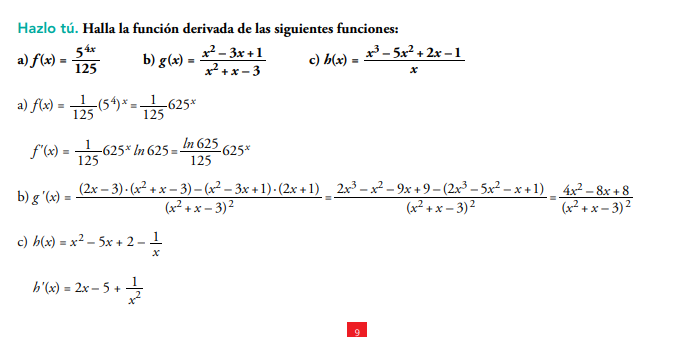 Hazlo tú. Halla la función derivada de las siguientes funciones:
a) f(x) = 5^{4x}/125 b) g(x) = (x² – 3x + 1)/(x² + x – 3) c) h(x) = (x³ – 5x² + 2x – 1)/x
a) f(x) = 1/125 (5⁴)ˣ = 1/125 625ˣ
f'(x) = 1/125 625ˣ ln 625 = ln 625/125 625ˣ
b) g'(x) = ((2x – 3)·(x² + x – 3) – (x² – 3x + 1)·(2x + 1))/(x² + x – 3)² = (2x³ – x² – 9x + 9 – (2x³ – 5x² – x + 1))/(x² + x – 3)² = (4x² – 8x + 8)/(x² + x – 3)²
c) h(x) = x² – 5x + 2 – 1/x
h'(x) = 2x – 5 + 1/x²
9